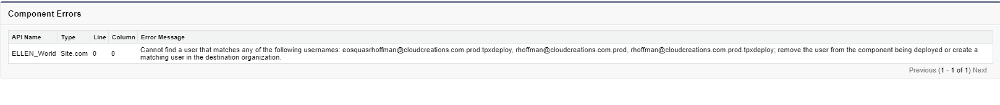 Component Errors
API Name Type Line Column Error Message
ELLEN_World Site.com 0 0 Cannot find a user that matches any of the following usernames: eosquasrhoffman@cloudcreations.com.prod.tpxdeploy, rhoffman@cloudcreations.com.prod, rhoffman@cloudcreations.com.prod.tpxdeploy; remove the user from the component being deployed or create a
matching user in the destination organization.
Previous (1 - 1 of 1) Next